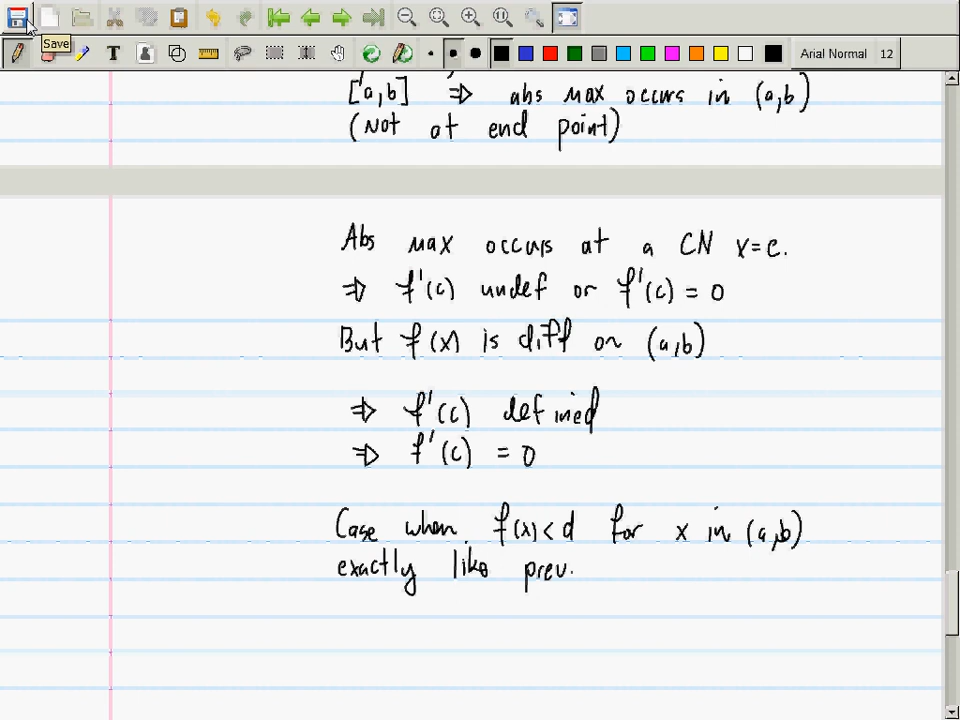 Save
T
Arial Normal 12
[a,b] ⇒ abs max occurs in (a,b)
(Not at end point)
Abs max occurs at a CN x=c.
⇒ f'(c) undef or f'(c) = 0
But f(x) is diff on (a,b)
⇒ f'(c) defined
⇒ f'(c) = 0
Case when f(x)<d for x in (a,b)
exactly like prev.